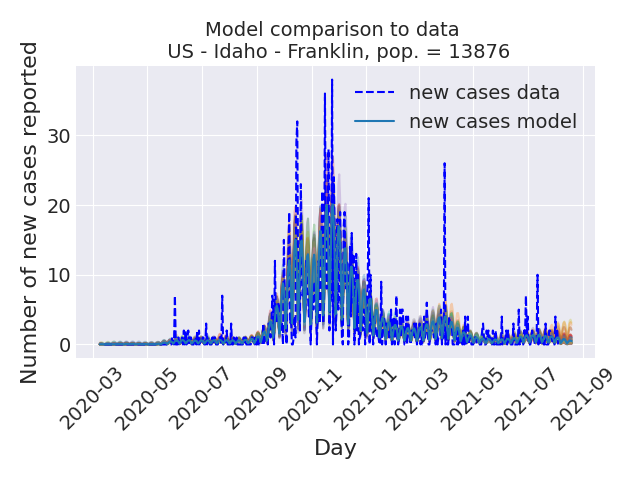 Model comparison to data
US - Idaho - Franklin, pop. = 13876
Number of new cases reported
30
20
10
0
new cases data
new cases model
2020-03
2020-05
2020-07
2020-09
2020-11
2021-01
2021-03
2021-05
2021-07
2021-09
Day